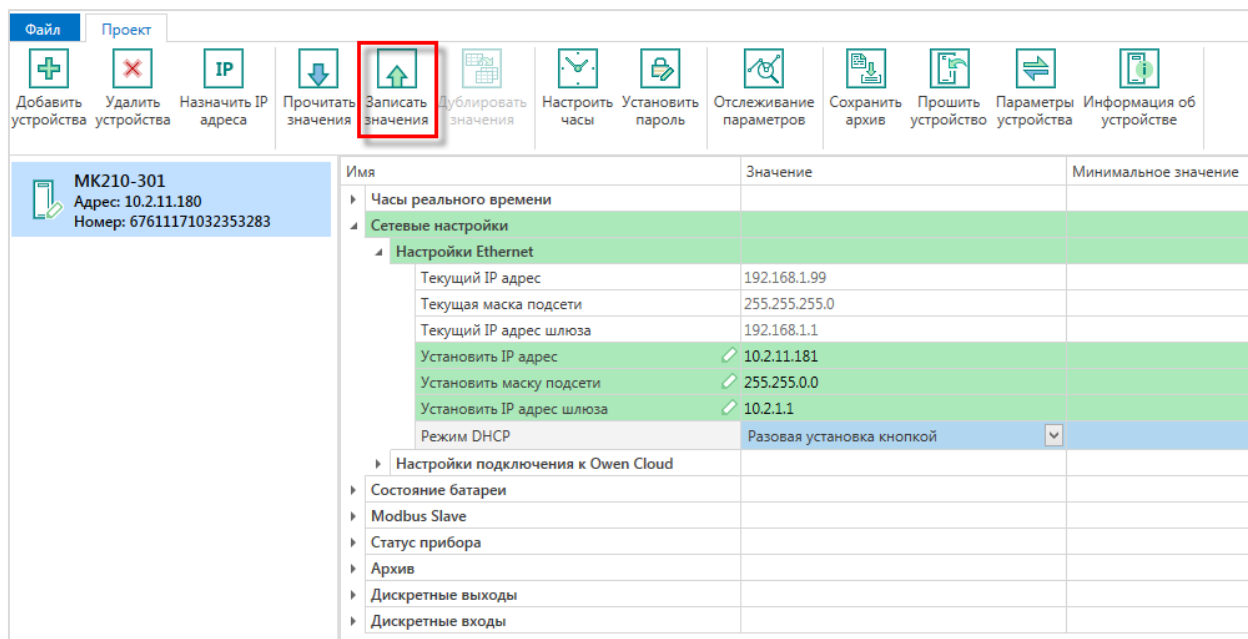 Файл Проект
IP
Добавить устройства
Удалить устройства
Назначить IP адреса
Прочитать значения
Записать значения
Дублировать значения
Настроить часы
Установить пароль
Отслеживание параметров
Сохранить архив
Прошить устройство
Параметры устройства
Информация об устройстве
МК210-301
Адрес: 10.2.11.180
Номер: 67611171032353283
Имя Значение Минимальное значение
Часы реального времени
Сетевые настройки
Настройки Ethernet
Текущий IP адрес 192.168.1.99
Текущая маска подсети 255.255.255.0
Текущий IP адрес шлюза 192.168.1.1
Установить IP адрес 10.2.11.181
Установить маску подсети 255.255.0.0
Установить IP адрес шлюза 10.2.1.1
Режим DHCP Разовая установка кнопкой
Настройки подключения к Owen Cloud
Состояние батареи
Modbus Slave
Статус прибора
Архив
Дискретные выходы
Дискретные входы